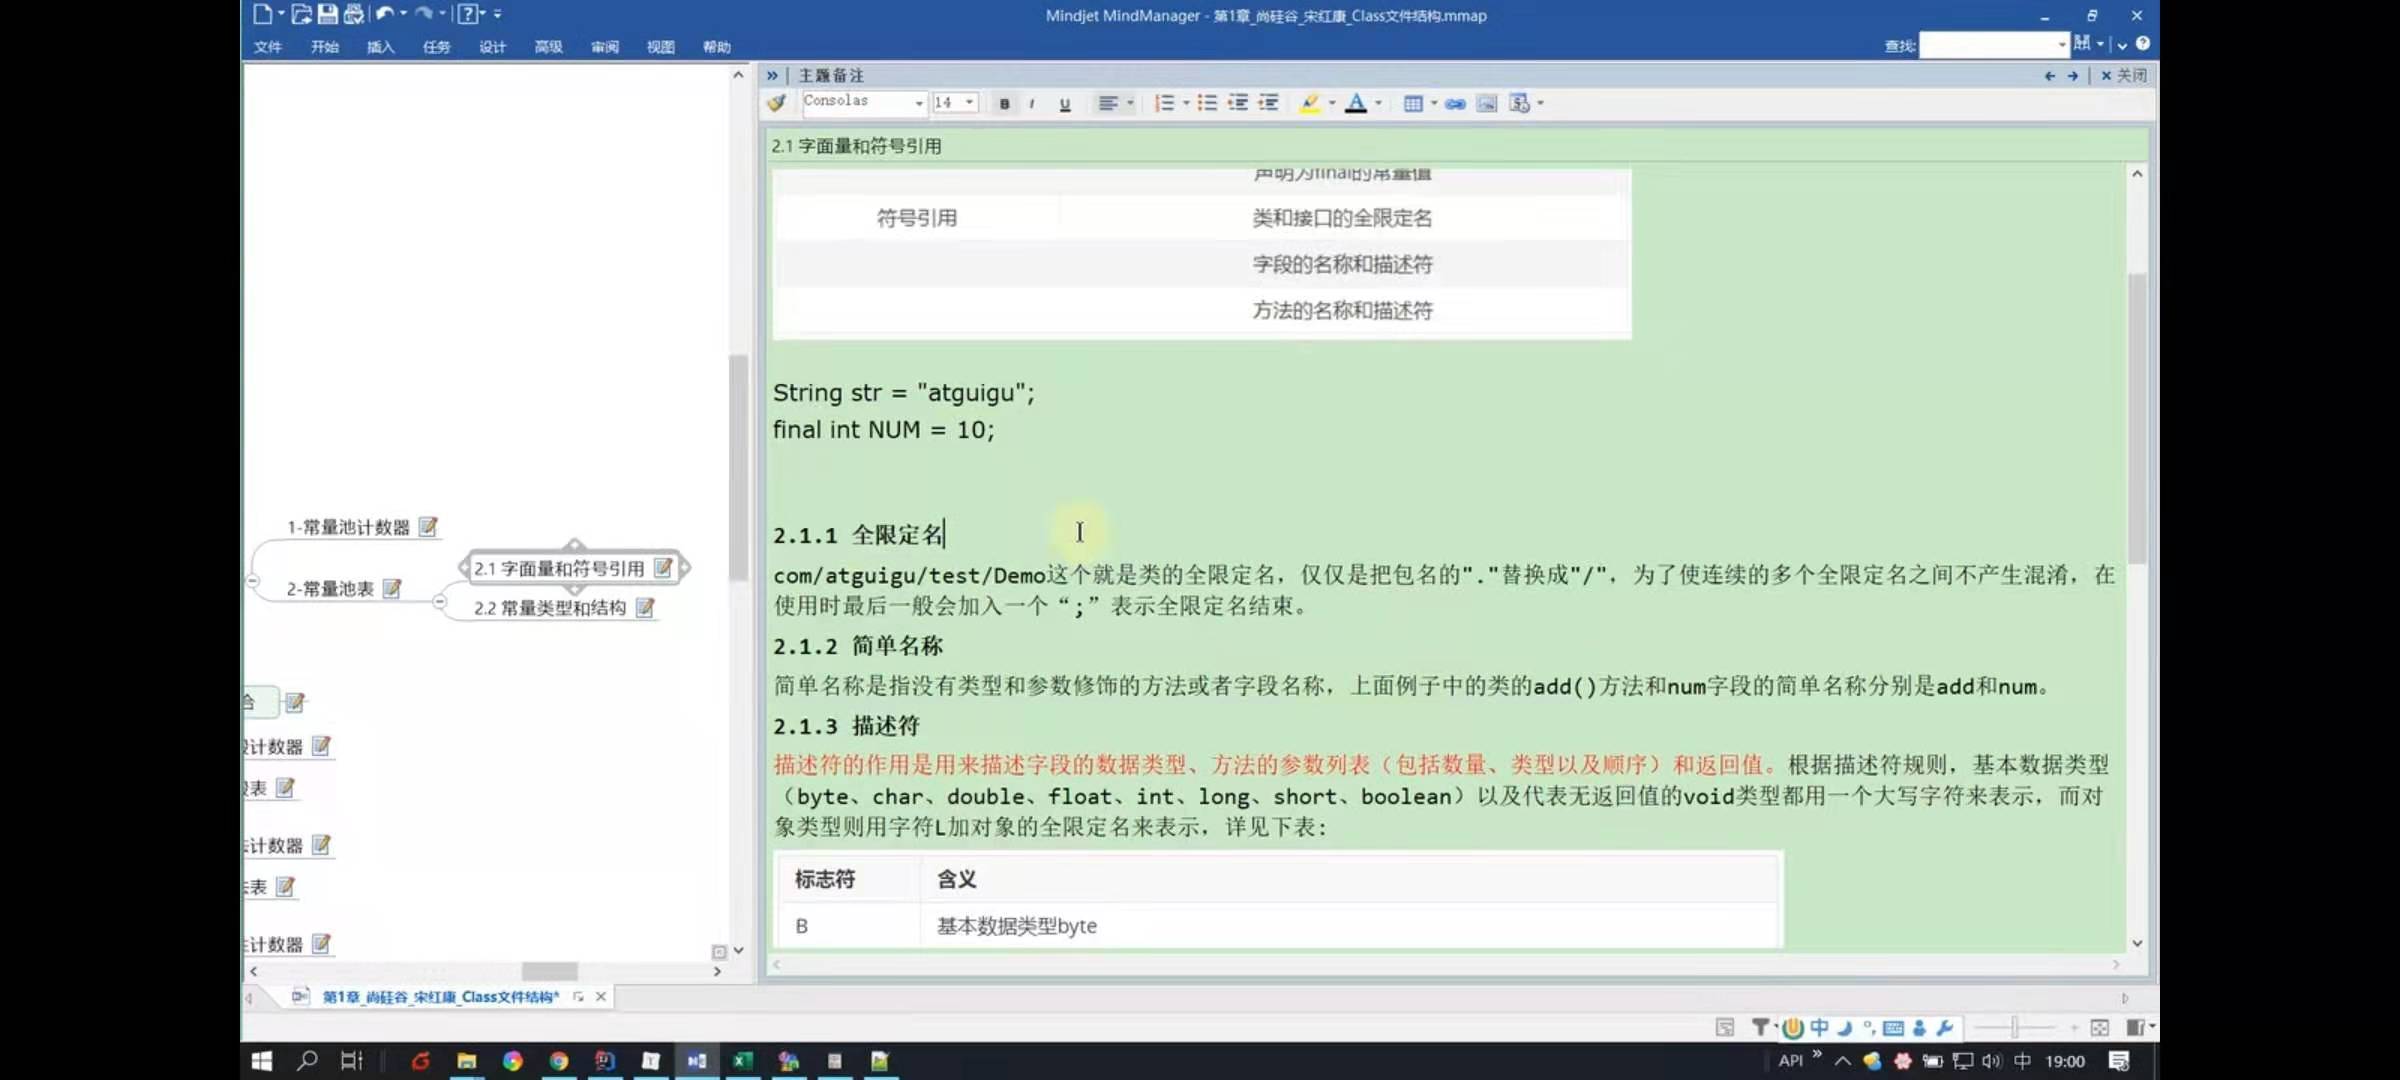 Mindjet MindManager - 第1章_尚硅谷_宋红康_Class文件结构.mmap
文件 开始 插入 任务 设计 高级 审阅 视图 帮助
查找:
主题备注
关闭
Consolas 14 B I U
2.1 字面量和符号引用
声明为final的常量值
符号引用 类和接口的全限定名
字段的名称和描述符
方法的名称和描述符
String str = "atguigu";
final int NUM = 10;
2.1.1 全限定名
com/atguigu/test/Demo这个就是类的全限定名，仅仅是把包名的"."替换成"/"，为了使连续的多个全限定名之间不产生混淆，在
使用时最后一般会加入一个“;”表示全限定名结束。
2.1.2 简单名称
简单名称是指没有类型和参数修饰的方法或者字段名称，上面例子中的类的add()方法和num字段的简单名称分别是add和num。
2.1.3 描述符
描述符的作用是用来描述字段的数据类型、方法的参数列表（包括数量、类型以及顺序）和返回值。根据描述符规则，基本数据类型
（byte、char、double、float、int、long、short、boolean）以及代表无返回值的void类型都用一个大写字符来表示，而对
象类型则用字符L加对象的全限定名来表示，详见下表:
标志符 含义
B 基本数据类型byte
1-常量池计数器
2-常量池表
2.1 字面量和符号引用
2.2 常量类型和结构
计数器
表
计数器
表
计数器
第1章_尚硅谷_宋红康_Class文件结构*
中
API
中 19:00